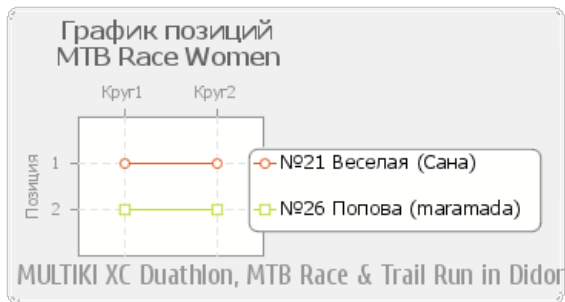 График позиций
MTB Race Women
Круг1 Круг2
Позиция
1
2
№21 Веселая (Сана)
№26 Попова (maramada)
MULTIKI XC Duathlon, MTB Race & Trail Run in